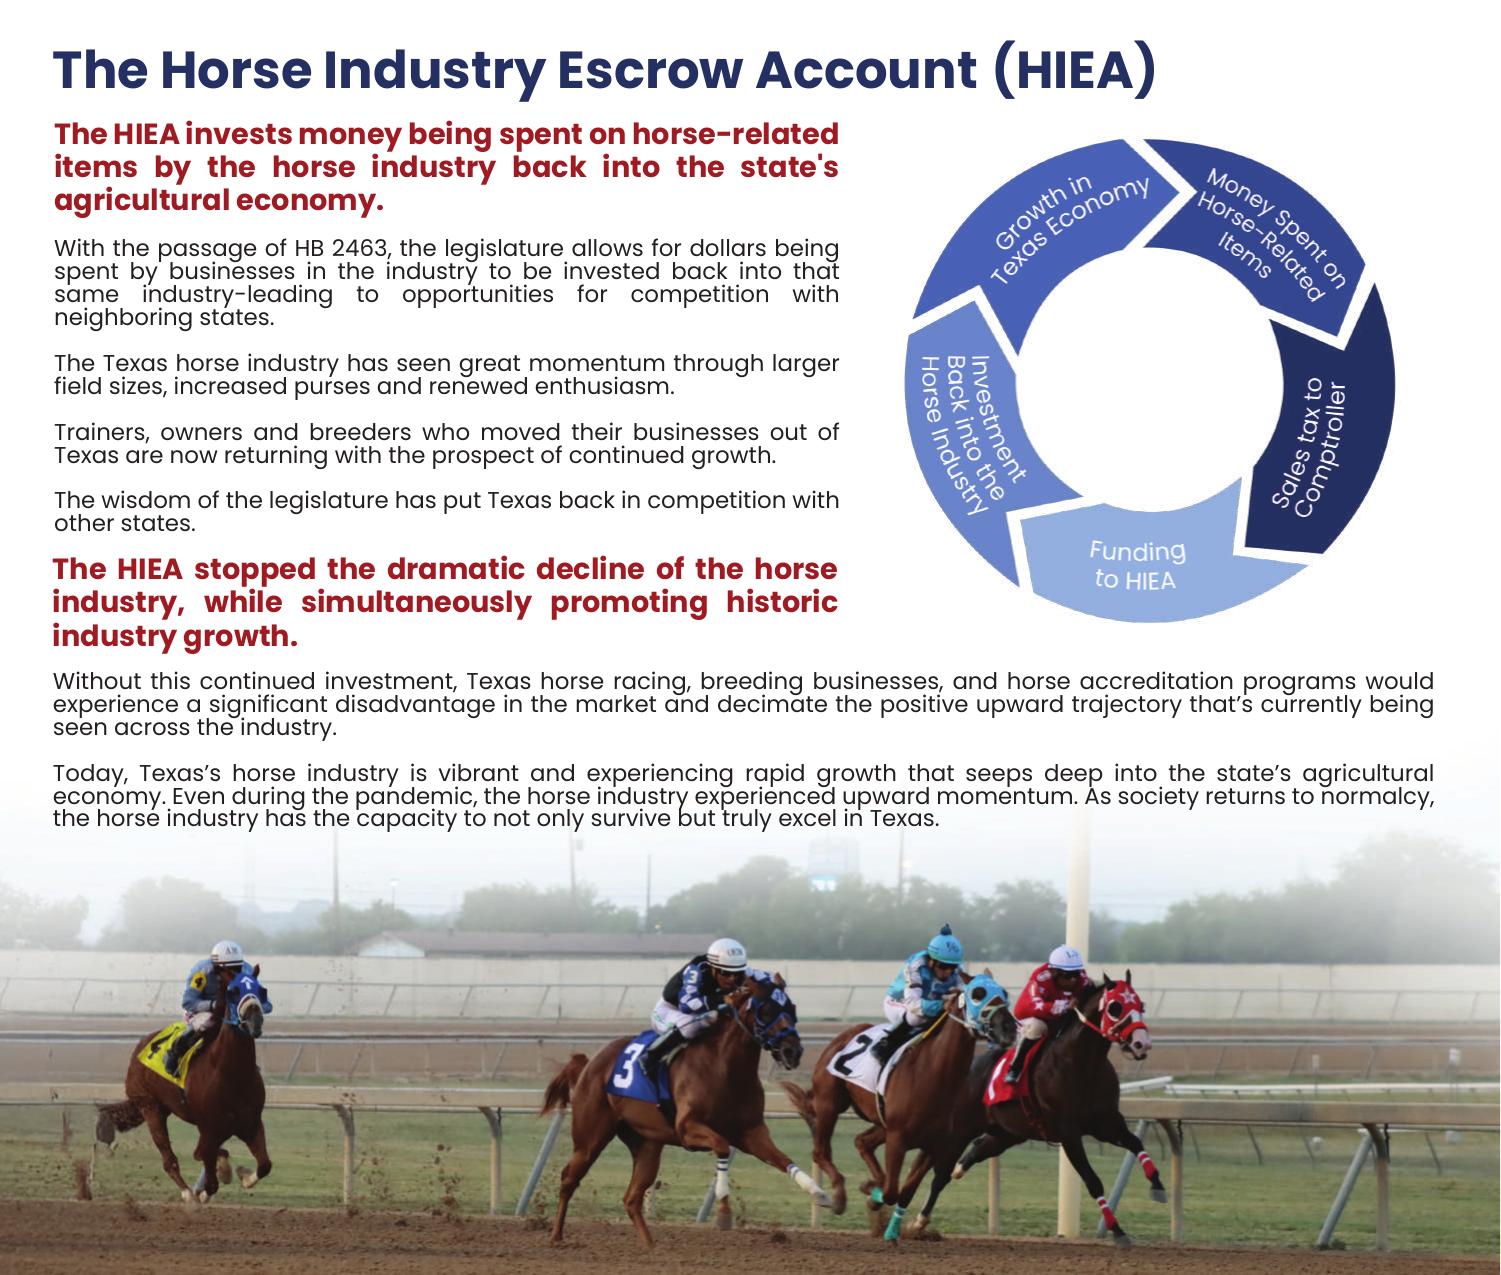 The Horse Industry Escrow Account (HIEA)
The HIEA invests money being spent on horse-related
items by the horse industry back into the state's
agricultural economy.
With the passage of HB 2463, the legislature allows for dollars being
spent by businesses in the industry to be invested back into that
same industry-leading to opportunities for competition with
neighboring states.
The Texas horse industry has seen great momentum through larger
field sizes, increased purses and renewed enthusiasm.
Trainers, owners and breeders who moved their businesses out of
Texas are now returning with the prospect of continued growth.
The wisdom of the legislature has put Texas back in competition with
other states.
The HIEA stopped the dramatic decline of the horse
industry, while simultaneously promoting historic
industry growth.
Money Spent on
Horse-Related
Items
Sales tax to
Comptroller
Funding
to HIEA
Investment
Back into the
Horse Industry
Growth in
Texas Economy
Without this continued investment, Texas horse racing, breeding businesses, and horse accreditation programs would
experience a significant disadvantage in the market and decimate the positive upward trajectory that’s currently being
seen across the industry.
Today, Texas’s horse industry is vibrant and experiencing rapid growth that seeps deep into the state’s agricultural
economy. Even during the pandemic, the horse industry experienced upward momentum. As society returns to normalcy,
the horse industry has the capacity to not only survive but truly excel in Texas.
4
4
3
3
2
1